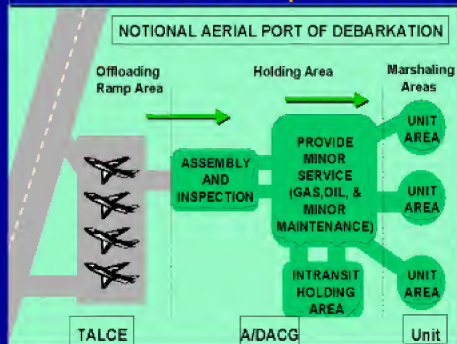 NOTIONAL AERIAL PORT OF DEBARKATION
Offloading
Ramp Area
Holding Area
Marshaling
Areas
ASSEMBLY
AND
INSPECTION
PROVIDE
MINOR
SERVICE
(GAS,OIL, &
MINOR
MAINTENANCE)
INTRANSIT
HOLDING
AREA
UNIT
AREA
UNIT
AREA
UNIT
AREA
TALCE
A/DACG
Unit